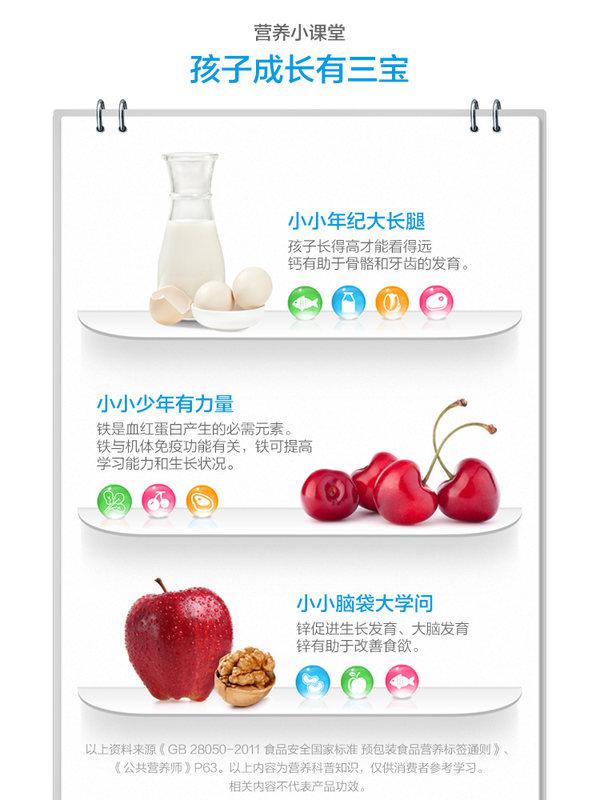 营养小课堂
孩子成长有三宝
小小年纪大长腿
孩子长得高才能看得远
钙有助于骨骼和牙齿的发育。
小小少年有力量
铁是血红蛋白产生的必需元素。
铁与机体免疫功能有关，铁可提高
学习能力和生长状况。
小小脑袋大学问
锌促进生长发育、大脑发育
锌有助于改善食欲。
以上资料来源《GB 28050-2011 食品安全国家标准 预包装食品营养标签通则》、
《公共营养师》P63。以上内容为营养科普知识，仅供消费者参考学习。
相关内容不代表产品功效。